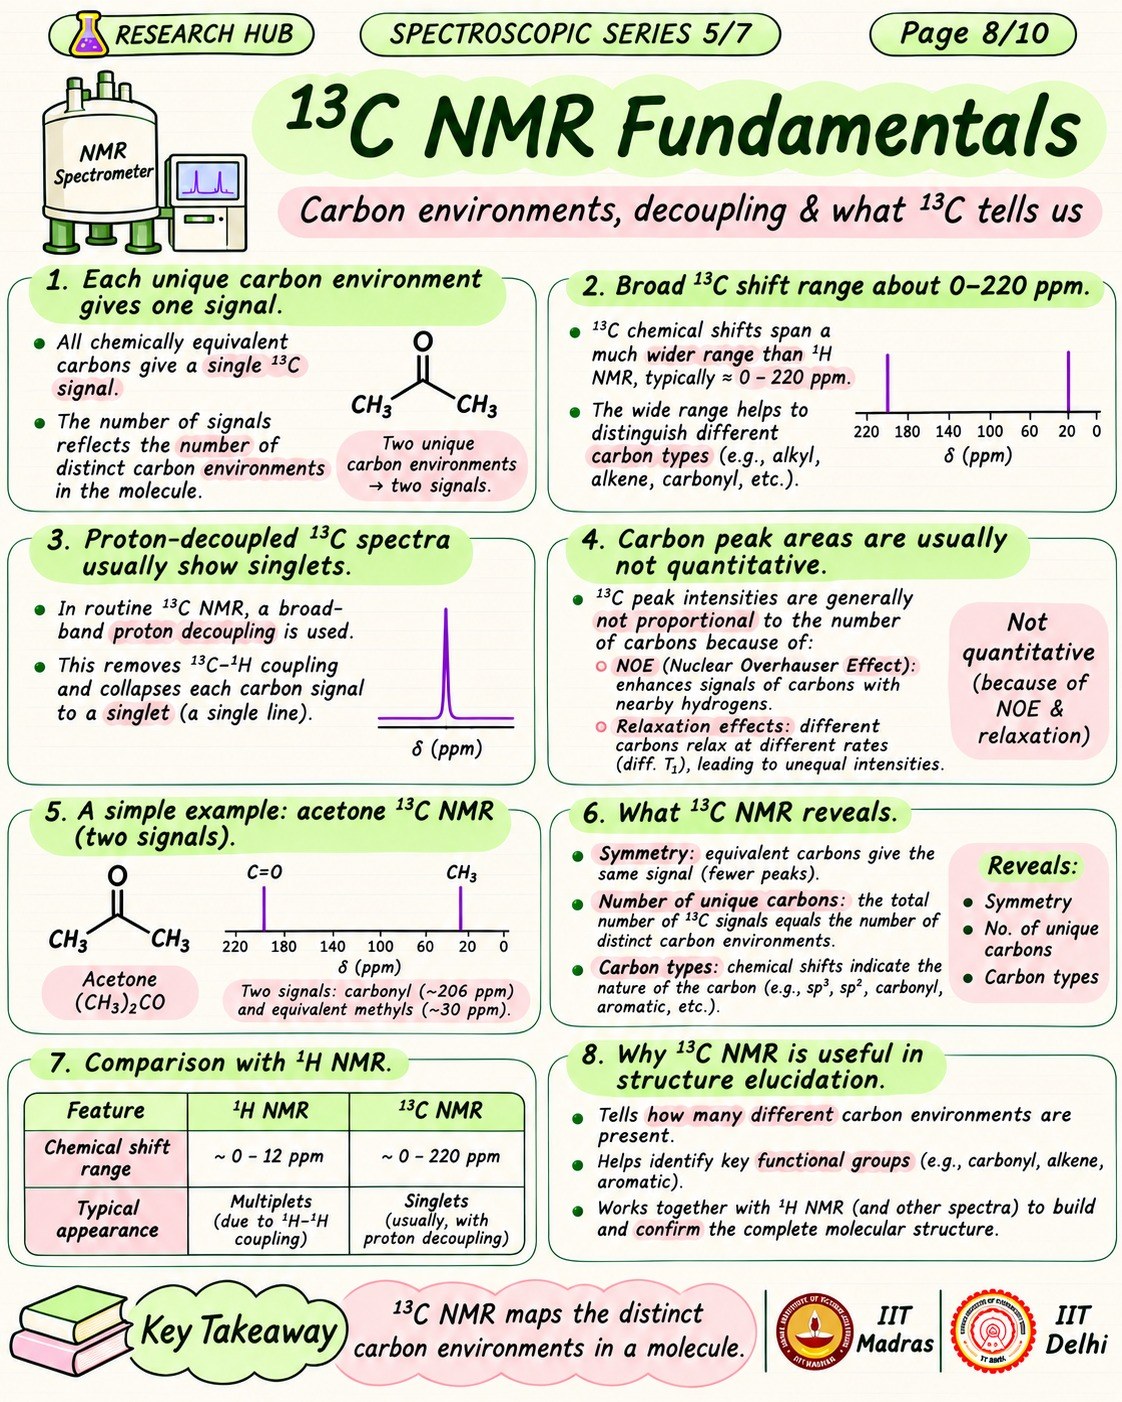 RESEARCH HUB
SPECTROSCOPIC SERIES 5/7
Page 8/10
NMR
Spectrometer
¹³C NMR Fundamentals
Carbon environments, decoupling & what ¹³C tells us
1. Each unique carbon environment
gives one signal.
All chemically equivalent
carbons give a single ¹³C
signal.
The number of signals
reflects the number of
distinct carbon environments
in the molecule.
O
CH₃ CH₃
Two unique
carbon environments
→ two signals.
2. Broad ¹³C shift range about 0–220 ppm.
¹³C chemical shifts span a
much wider range than ¹H
NMR, typically ≈ 0 – 220 ppm.
The wide range helps to
distinguish different
carbon types (e.g., alkyl,
alkene, carbonyl, etc.).
220 180 140 100 60 20 0
δ (ppm)
3. Proton-decoupled ¹³C spectra
usually show singlets.
In routine ¹³C NMR, a broad-
band proton decoupling is used.
This removes ¹³C–¹H coupling
and collapses each carbon signal
to a singlet (a single line).
δ (ppm)
4. Carbon peak areas are usually
not quantitative.
¹³C peak intensities are generally
not proportional to the number
of carbons because of:
NOE (Nuclear Overhauser Effect):
enhances signals of carbons with
nearby hydrogens.
Relaxation effects: different
carbons relax at different rates
(diff. T₁), leading to unequal intensities.
Not
quantitative
(because of
NOE &
relaxation)
5. A simple example: acetone ¹³C NMR
(two signals).
O
CH₃ CH₃
Acetone
(CH₃)₂CO
C=O CH₃
220 180 140 100 60 20 0
δ (ppm)
Two signals: carbonyl (~206 ppm)
and equivalent methyls (~30 ppm).
6. What ¹³C NMR reveals.
Symmetry: equivalent carbons give the
same signal (fewer peaks).
Number of unique carbons: the total
number of ¹³C signals equals the number of
distinct carbon environments.
Carbon types: chemical shifts indicate the
nature of the carbon (e.g., sp³, sp², carbonyl,
aromatic, etc.).
Reveals:
Symmetry
No. of unique
carbons
Carbon types
7. Comparison with ¹H NMR.
Feature ¹H NMR ¹³C NMR
Chemical shift
range
~ 0 – 12 ppm
~ 0 – 220 ppm
Typical
appearance
Multiplets
(due to ¹H–¹H
coupling)
Singlets
(usually, with
proton decoupling)
8. Why ¹³C NMR is useful in
structure elucidation.
Tells how many different carbon environments are
present.
Helps identify key functional groups (e.g., carbonyl, alkene,
aromatic).
Works together with ¹H NMR (and other spectra) to build
and confirm the complete molecular structure.
Key Takeaway
¹³C NMR maps the distinct
carbon environments in a molecule.
IIT
Madras
IIT
Delhi